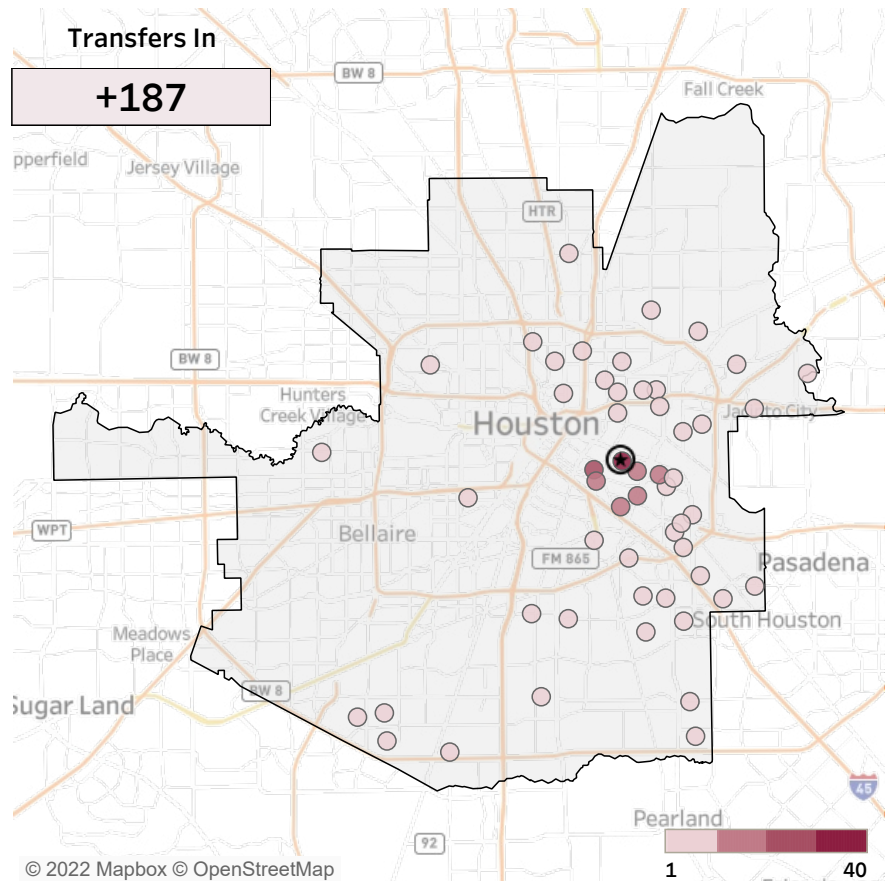 Transfers In
+187
BW 8
Fall Creek
pperfield
Jersey Village
HTR
BW 8
Hunters
Creek Village
Houston
WPT
Bellaire
FM 865
Pasadena
Meadows
Place
South Houston
Sugar Land
BW 8
45
Pearland
92
1
40
© 2022 Mapbox © OpenStreetMap